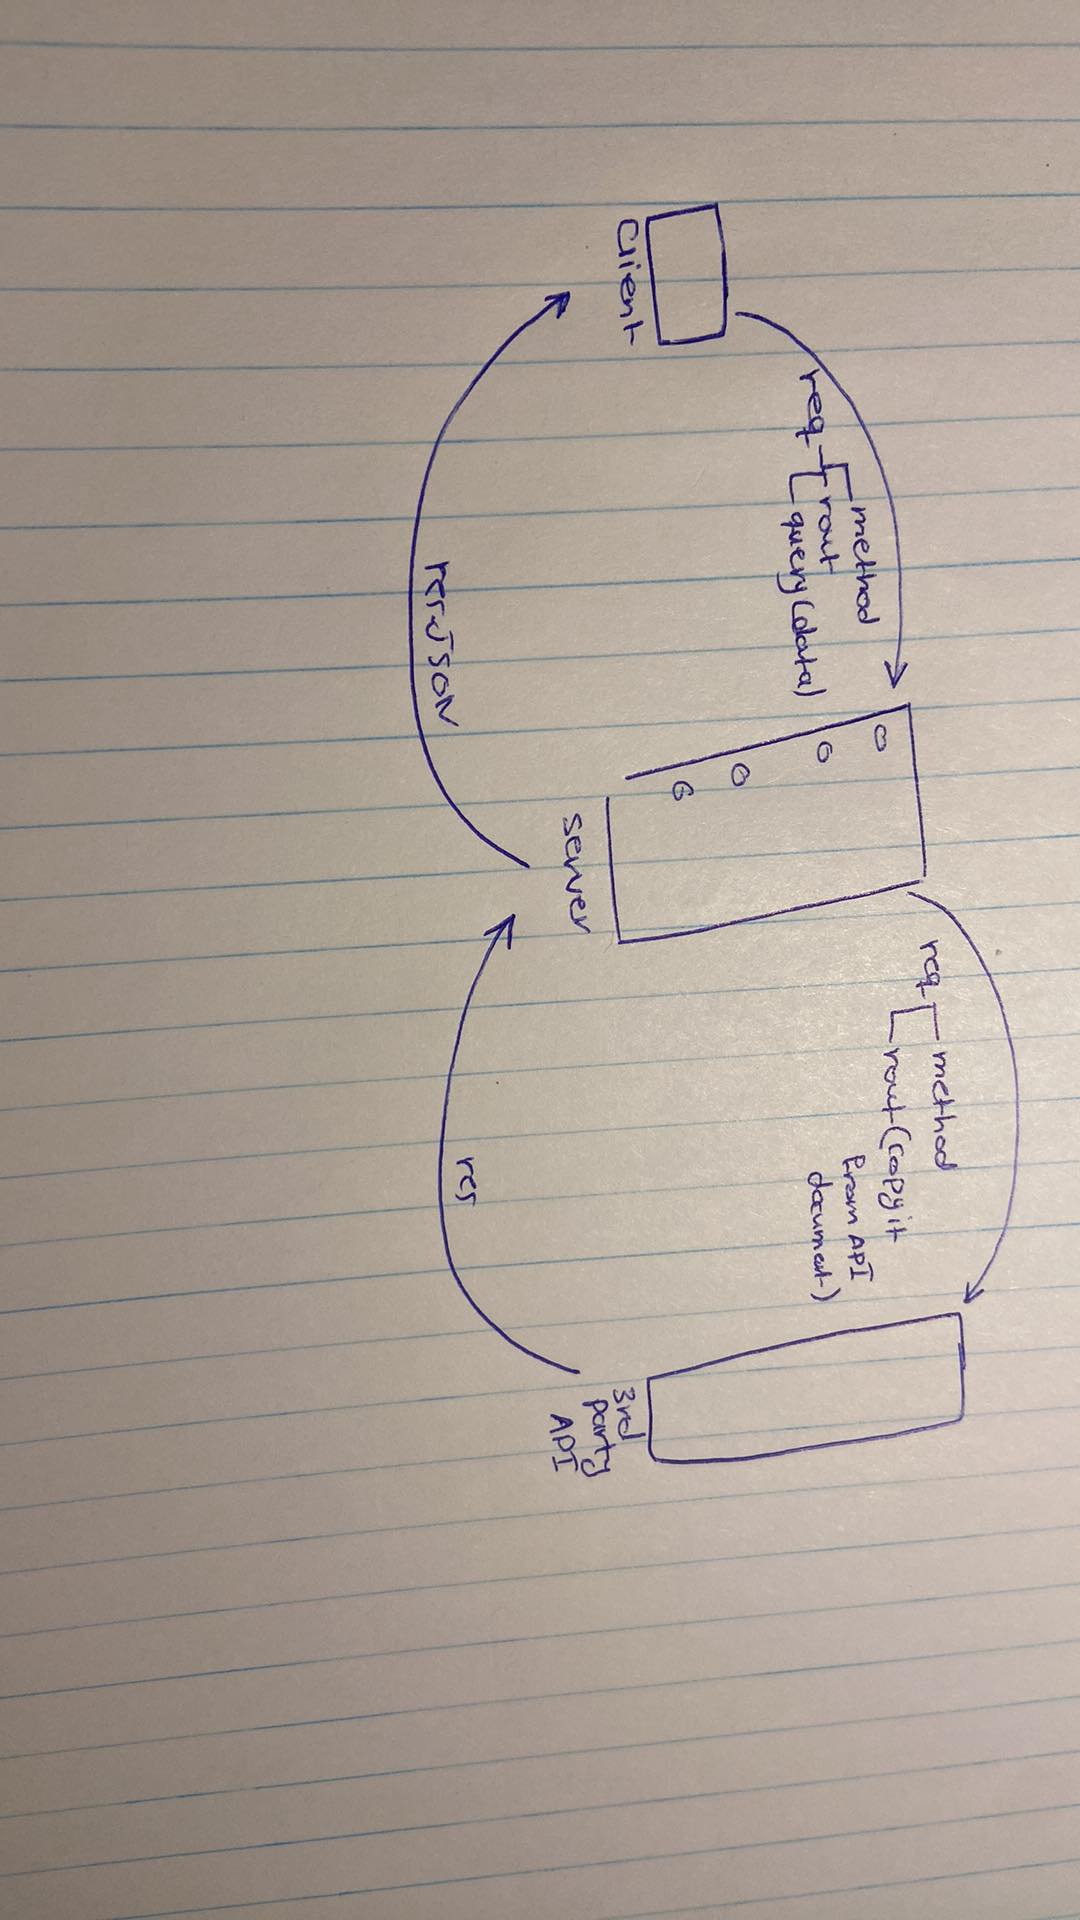 req
method
rout
query (data)
Client
server
req
method
rout (copy it
from API
document)
3rd
party
API
res
res.JSON